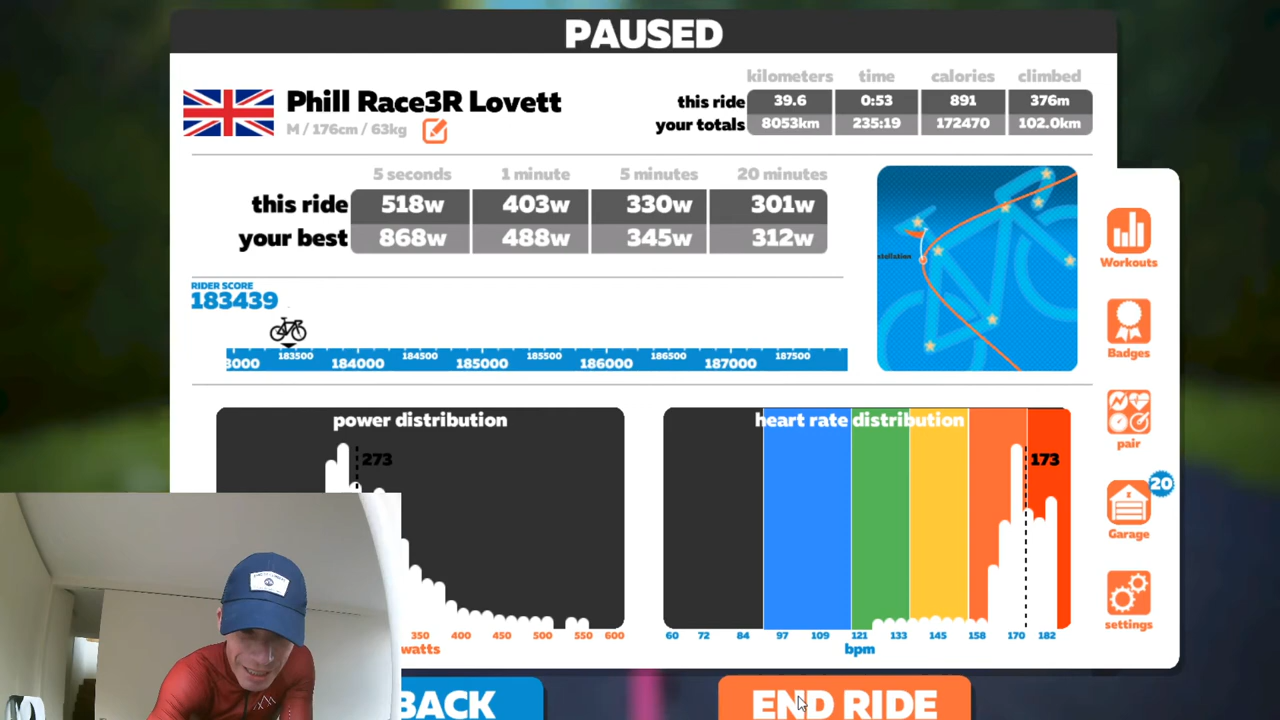 PAUSED
kilometers time calories climbed
this ride 39.6 0:53 891 376m
your totals 8053km 235:19 172470 102.0km
Phill Race3R Lovett
M / 176cm / 63kg
5 seconds 1 minute 5 minutes 20 minutes
this ride 518w 403w 330w 301w
your best 868w 488w 345w 312w
RIDER SCORE
183439
183500 184500 185500 186500 187500
3000 184000 185000 186000 187000
Workouts
Badges
pair
20
Garage
settings
power distribution
273
350 400 450 500 550 600
watts
heart rate distribution
173
60 72 84 97 109 121 133 145 158 170 182
bpm
BACK
END RIDE